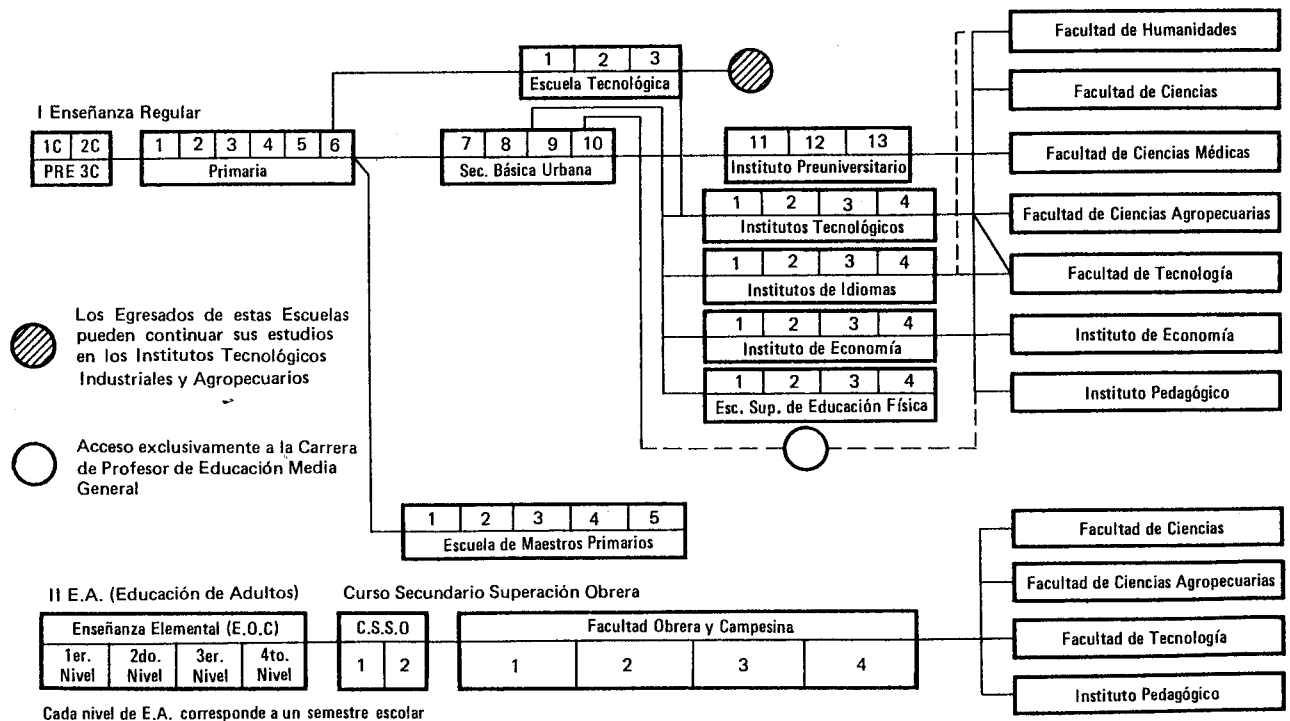 Facultad de Humanidades
1 2 3
Escuela Tecnológica
Facultad de Ciencias
I Enseñanza Regular
1C 2C
PRE 3C
1 2 3 4 5 6
Primaria
7 8 9 10
Sec. Básica Urbana
11 12 13
Instituto Preuniversitario
Facultad de Ciencias Médicas
1 2 3 4
Institutos Tecnológicos
Facultad de Ciencias Agropecuarias
1 2 3 4
Institutos de Idiomas
Facultad de Tecnología
1 2 3 4
Instituto de Economía
Instituto de Economía
1 2 3 4
Esc. Sup. de Educación Física
Instituto Pedagógico
Los Egresados de estas Escuelas
pueden continuar sus estudios
en los Institutos Tecnológicos
Industriales y Agropecuarios
Acceso exclusivamente a la Carrera
de Profesor de Educación Media
General
1 2 3 4 5
Escuela de Maestros Primarios
II E.A. (Educación de Adultos)
Curso Secundario Superación Obrera
Enseñanza Elemental (E.O.C)
1er. 2do. 3er. 4to.
Nivel Nivel Nivel Nivel
C.S.S.O
1 2
Facultad Obrera y Campesina
1 2 3 4
Facultad de Ciencias
Facultad de Ciencias Agropecuarias
Facultad de Tecnología
Instituto Pedagógico
Cada nivel de E.A. corresponde a un semestre escolar